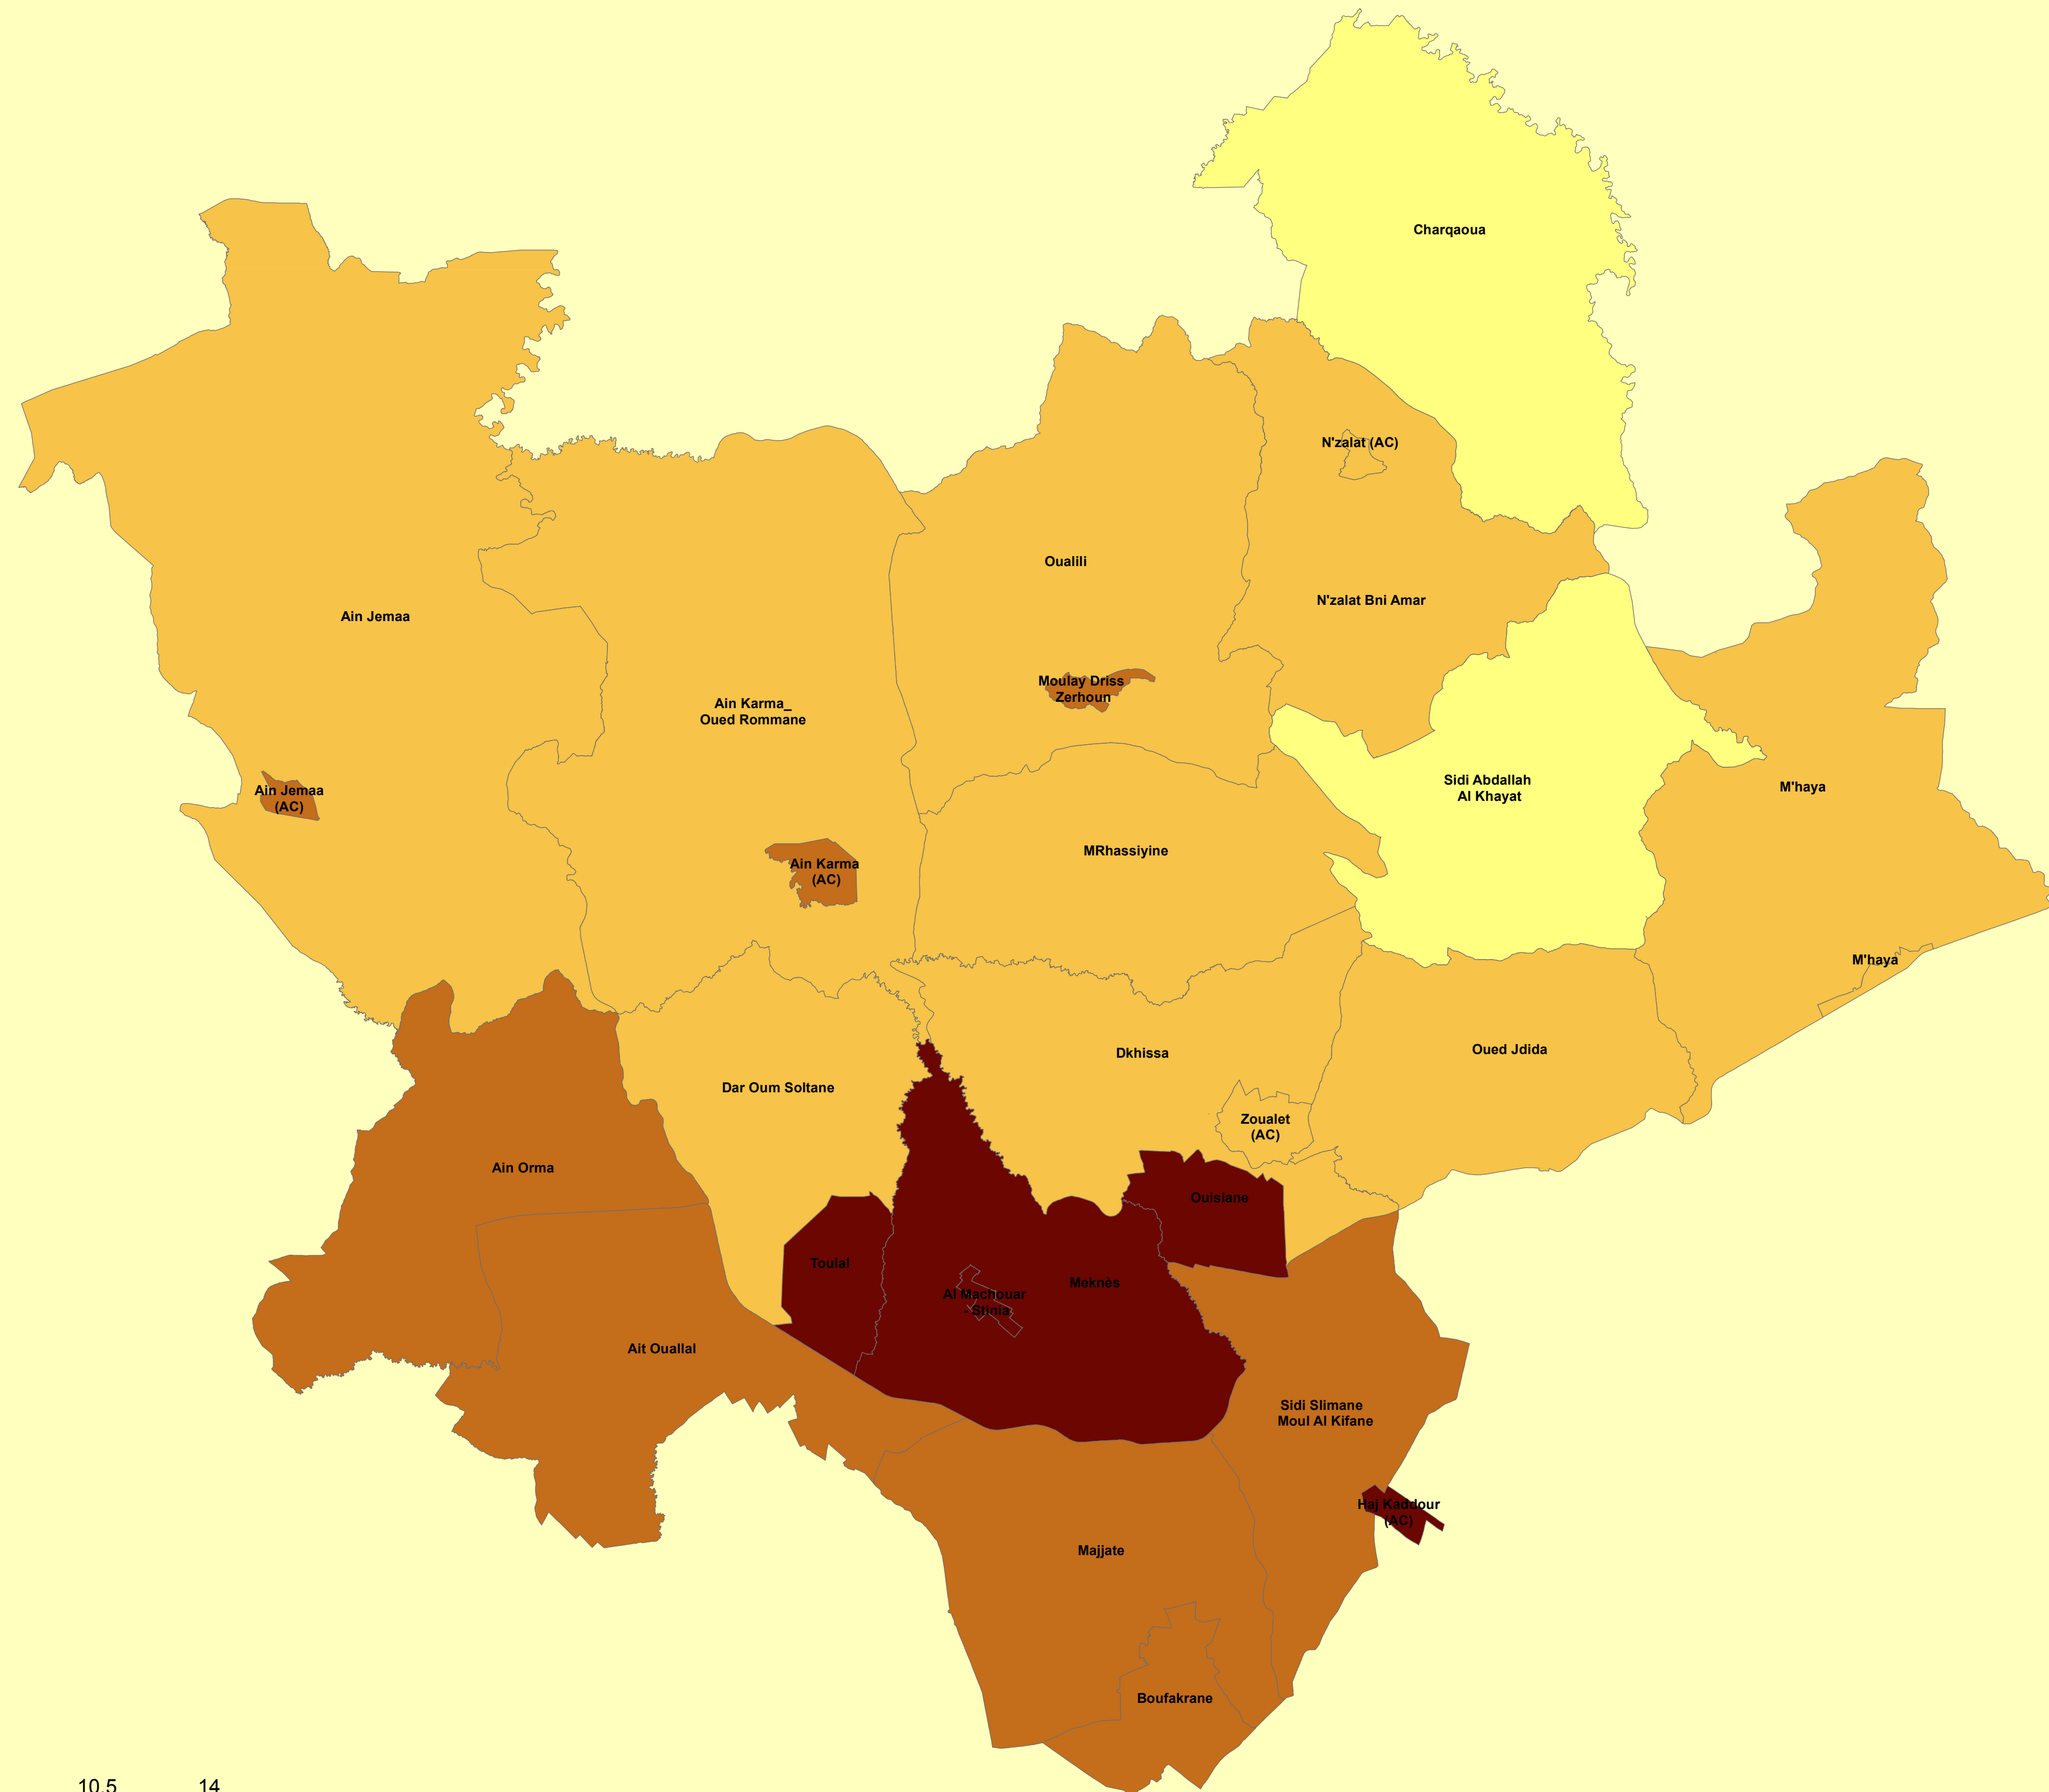 Charqaoua
N'zalat (AC)
Oualili
N'zalat Bni Amar
Ain Jemaa
Moulay Driss
Zerhoun
Ain Karma_
Oued Rommane
Sidi Abdallah
Al Khayat
M'haya
Ain Jemaa
(AC)
MRhassiyine
Ain Karma
(AC)
M'haya
Dkhissa
Oued Jdida
Dar Oum Soltane
Zoualet
(AC)
Ain Orma
Ouislane
Toulal
Meknès
Al Machouar
- Stinia
Ait Ouallal
Sidi Slimane
Moul Al Kifane
Haj Kaddour
(AC)
Majjate
Boufakrane
10,5 14